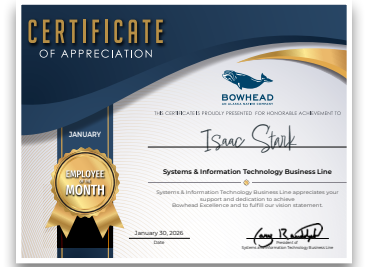 CERTIFICATE
OF APPRECIATION
BOWHEAD
AN ALASKA NATIVE COMPANY
THIS CERTIFICATE IS PROUDLY PRESENTED FOR HONORABLE ACHIEVEMENT TO
JANUARY
Isaac Stark
EMPLOYEE
OF THE
MONTH
Systems & Information Technology Business Line
Systems & Information Technology Business Line appreciates your
support and dedication to achieve
Bowhead Excellence and to fulfill our vision statement.
January 30, 2026
Date
President of
Systems & Information Technology Business Line